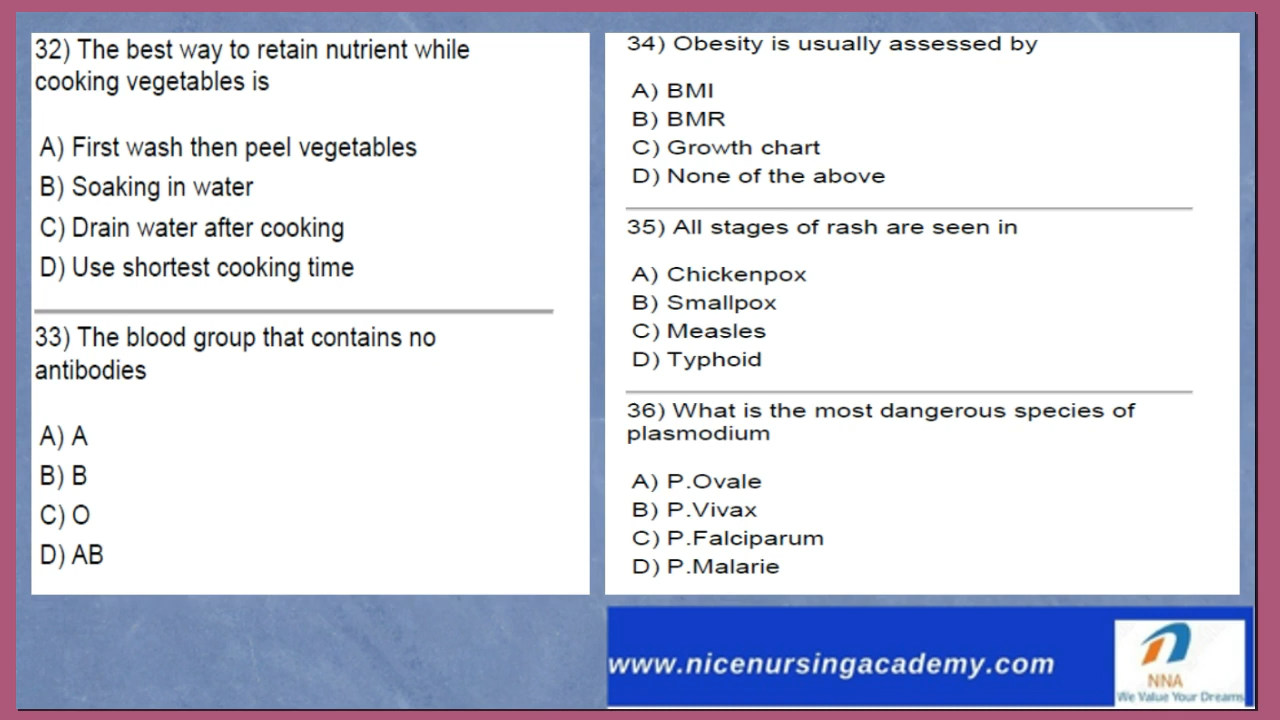 32) The best way to retain nutrient while
cooking vegetables is
A) First wash then peel vegetables
B) Soaking in water
C) Drain water after cooking
D) Use shortest cooking time
33) The blood group that contains no
antibodies
A) A
B) B
C) O
D) AB
34) Obesity is usually assessed by
A) BMI
B) BMR
C) Growth chart
D) None of the above
35) All stages of rash are seen in
A) Chickenpox
B) Smallpox
C) Measles
D) Typhoid
36) What is the most dangerous species of
plasmodium
A) P.Ovale
B) P.Vivax
C) P.Falciparum
D) P.Malarie
www.nicenursingacademy.com
NNA
We Value Your Dreams